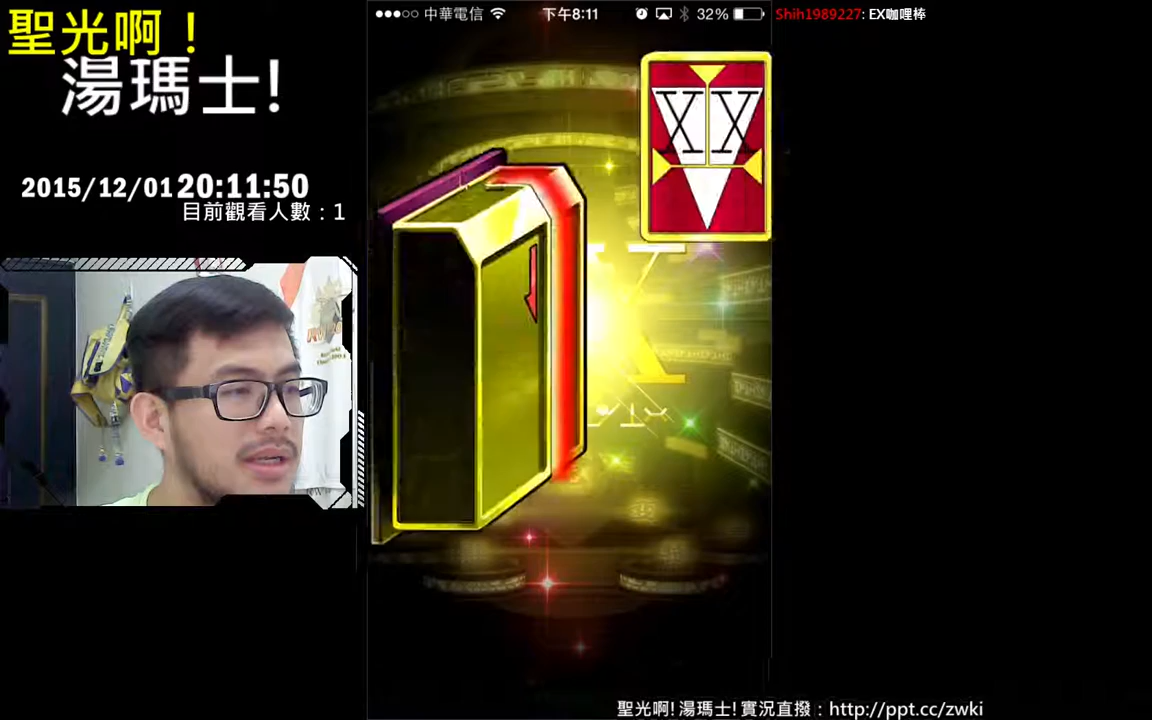 聖光啊！
湯瑪士!
2015/12/01 20:11:50
目前觀看人數：1
中華電信
下午8:11
32%
Shih1989227: EX咖哩棒
XX
聖光啊! 湯瑪士! 實況直撥：http://ppt.cc/zwki